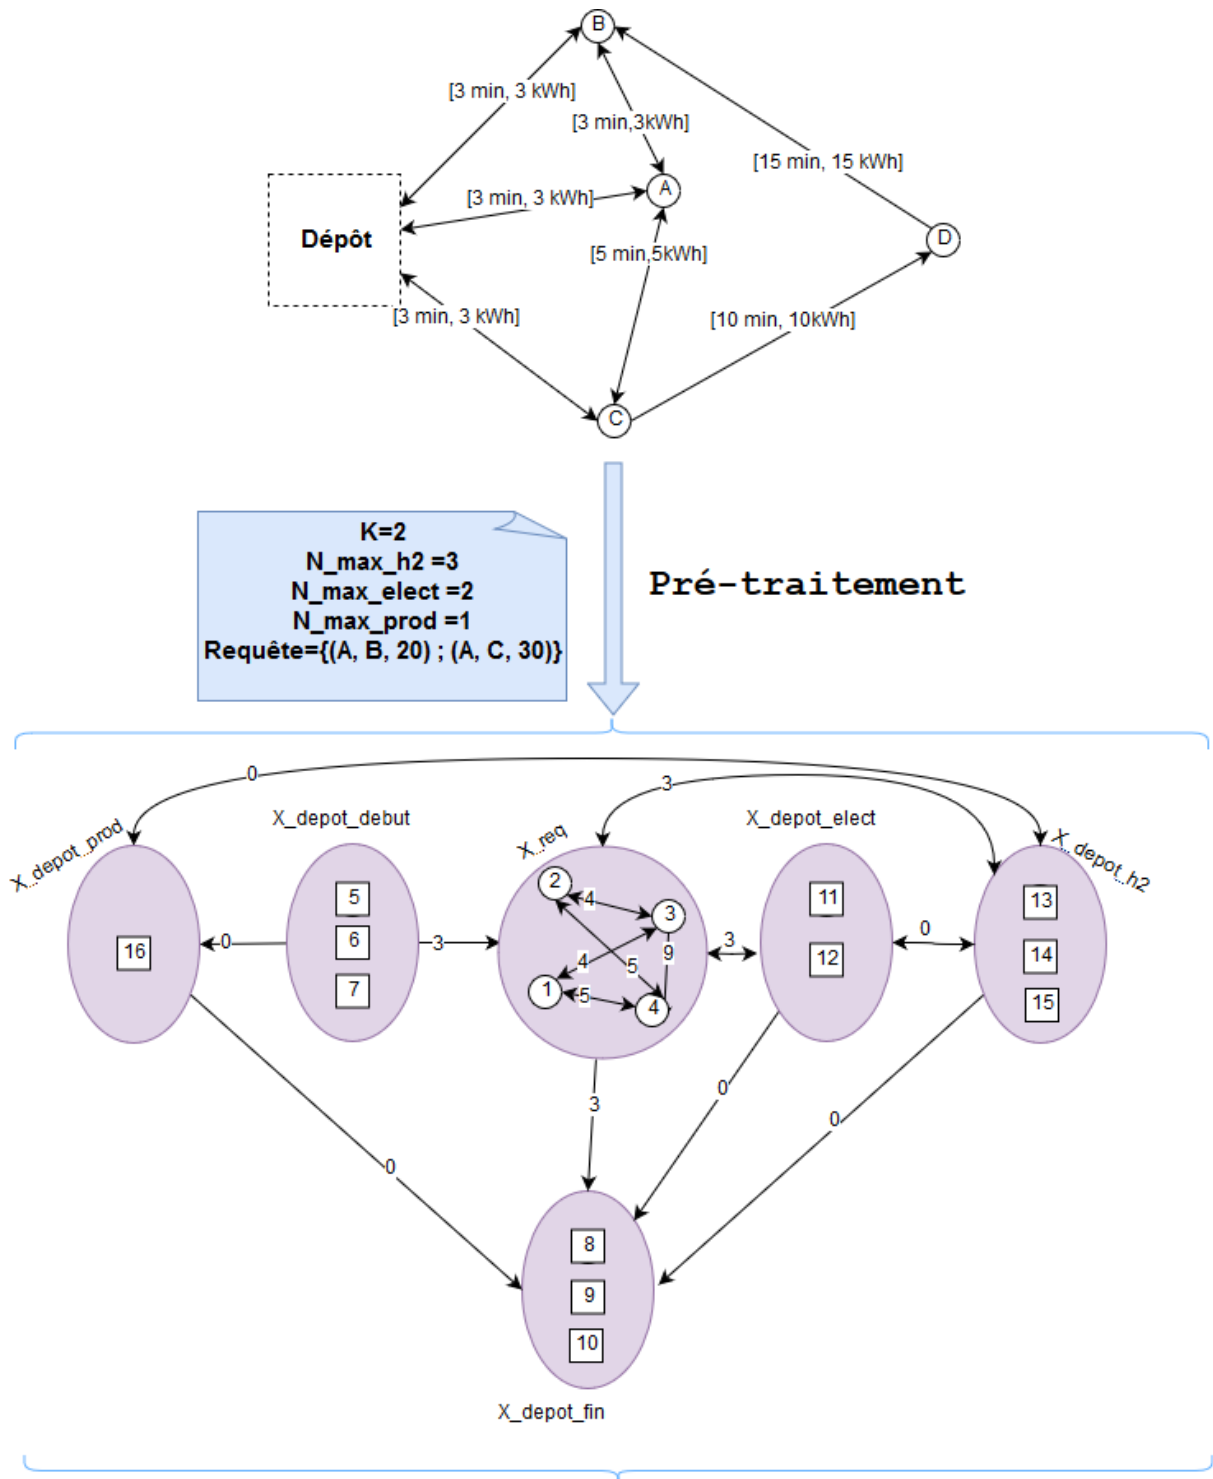 B
[3 min, 3 kWh]
[3 min,3kWh]
[15 min, 15 kWh]
A
[3 min, 3 kWh]
Dépôt
D
[5 min,5kWh]
[3 min, 3 kWh]
[10 min, 10kWh]
C
K=2
N_max_h2 =3
N_max_elect =2
N_max_prod =1
Requête={(A, B, 20) ; (A, C, 30)}
Pré-traitement
0
3
X_depot_debut
X_req
X_depot_elect
X_depot_prod
X_depot_h2
2
4
3
5
11
13
16
0
6
3
4
5
9
3
12
0
14
7
1
5
4
15
0
3
0
0
8
9
10
X_depot_fin